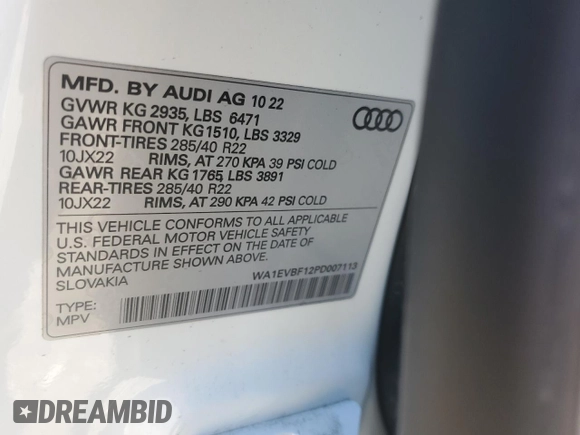 MFD. BY AUDI AG 10 22
GVWR KG 2935, LBS 6471
GAWR FRONT KG 1510, LBS 3329
FRONT-TIRES 285/40 R22
10JX22 RIMS, AT 270 KPA 39 PSI COLD
GAWR REAR KG 1765, LBS 3891
REAR-TIRES 285/40 R22
10JX22 RIMS, AT 290 KPA 42 PSI COLD
THIS VEHICLE CONFORMS TO ALL APPLICABLE
U.S. FEDERAL MOTOR VEHICLE SAFETY
STANDARDS IN EFFECT ON THE DATE OF
MANUFACTURE SHOWN ABOVE.
SLOVAKIA
WA1EVBF12PD007113
TYPE:
MPV
DREAMBID